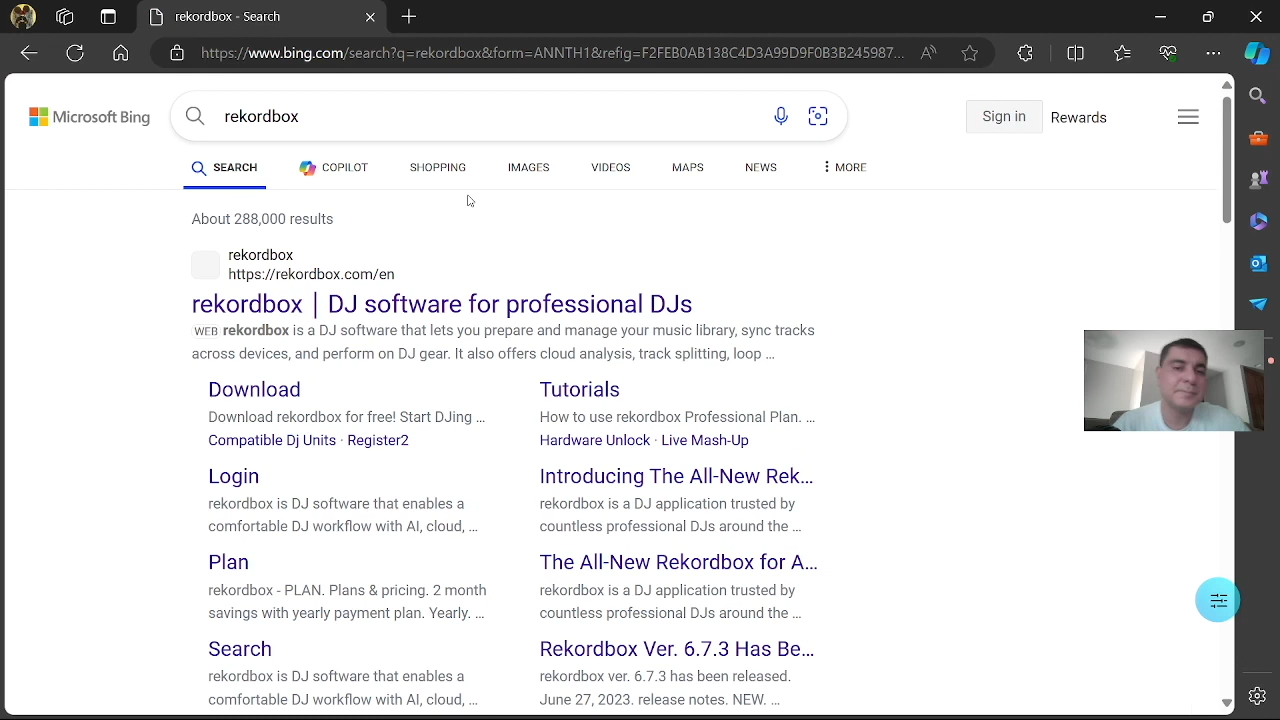 rekordbox - Search
https://www.bing.com/search?q=rekordbox&form=ANNTH1&refig=F2FEB0AB138C4D3A99D9F0B3B245987...
Microsoft Bing
rekordbox
Sign in
Rewards
SEARCH
COPILOT
SHOPPING
IMAGES
VIDEOS
MAPS
NEWS
MORE
About 288,000 results
rekordbox
https://rekordbox.com/en
rekordbox | DJ software for professional DJs
WEB rekordbox is a DJ software that lets you prepare and manage your music library, sync tracks
across devices, and perform on DJ gear. It also offers cloud analysis, track splitting, loop ...
Download
Download rekordbox for free! Start DJing ...
Compatible Dj Units · Register2
Tutorials
How to use rekordbox Professional Plan. ...
Hardware Unlock · Live Mash-Up
Login
rekordbox is DJ software that enables a
comfortable DJ workflow with AI, cloud, ...
Introducing The All-New Rek...
rekordbox is a DJ application trusted by
countless professional DJs around the ...
Plan
rekordbox - PLAN. Plans & pricing. 2 month
savings with yearly payment plan. Yearly. ...
The All-New Rekordbox for A...
rekordbox is a DJ application trusted by
countless professional DJs around the ...
Search
rekordbox is DJ software that enables a
comfortable DJ workflow with AI, cloud, ...
Rekordbox Ver. 6.7.3 Has Be...
rekordbox ver. 6.7.3 has been released.
June 27, 2023. release notes. NEW. ...